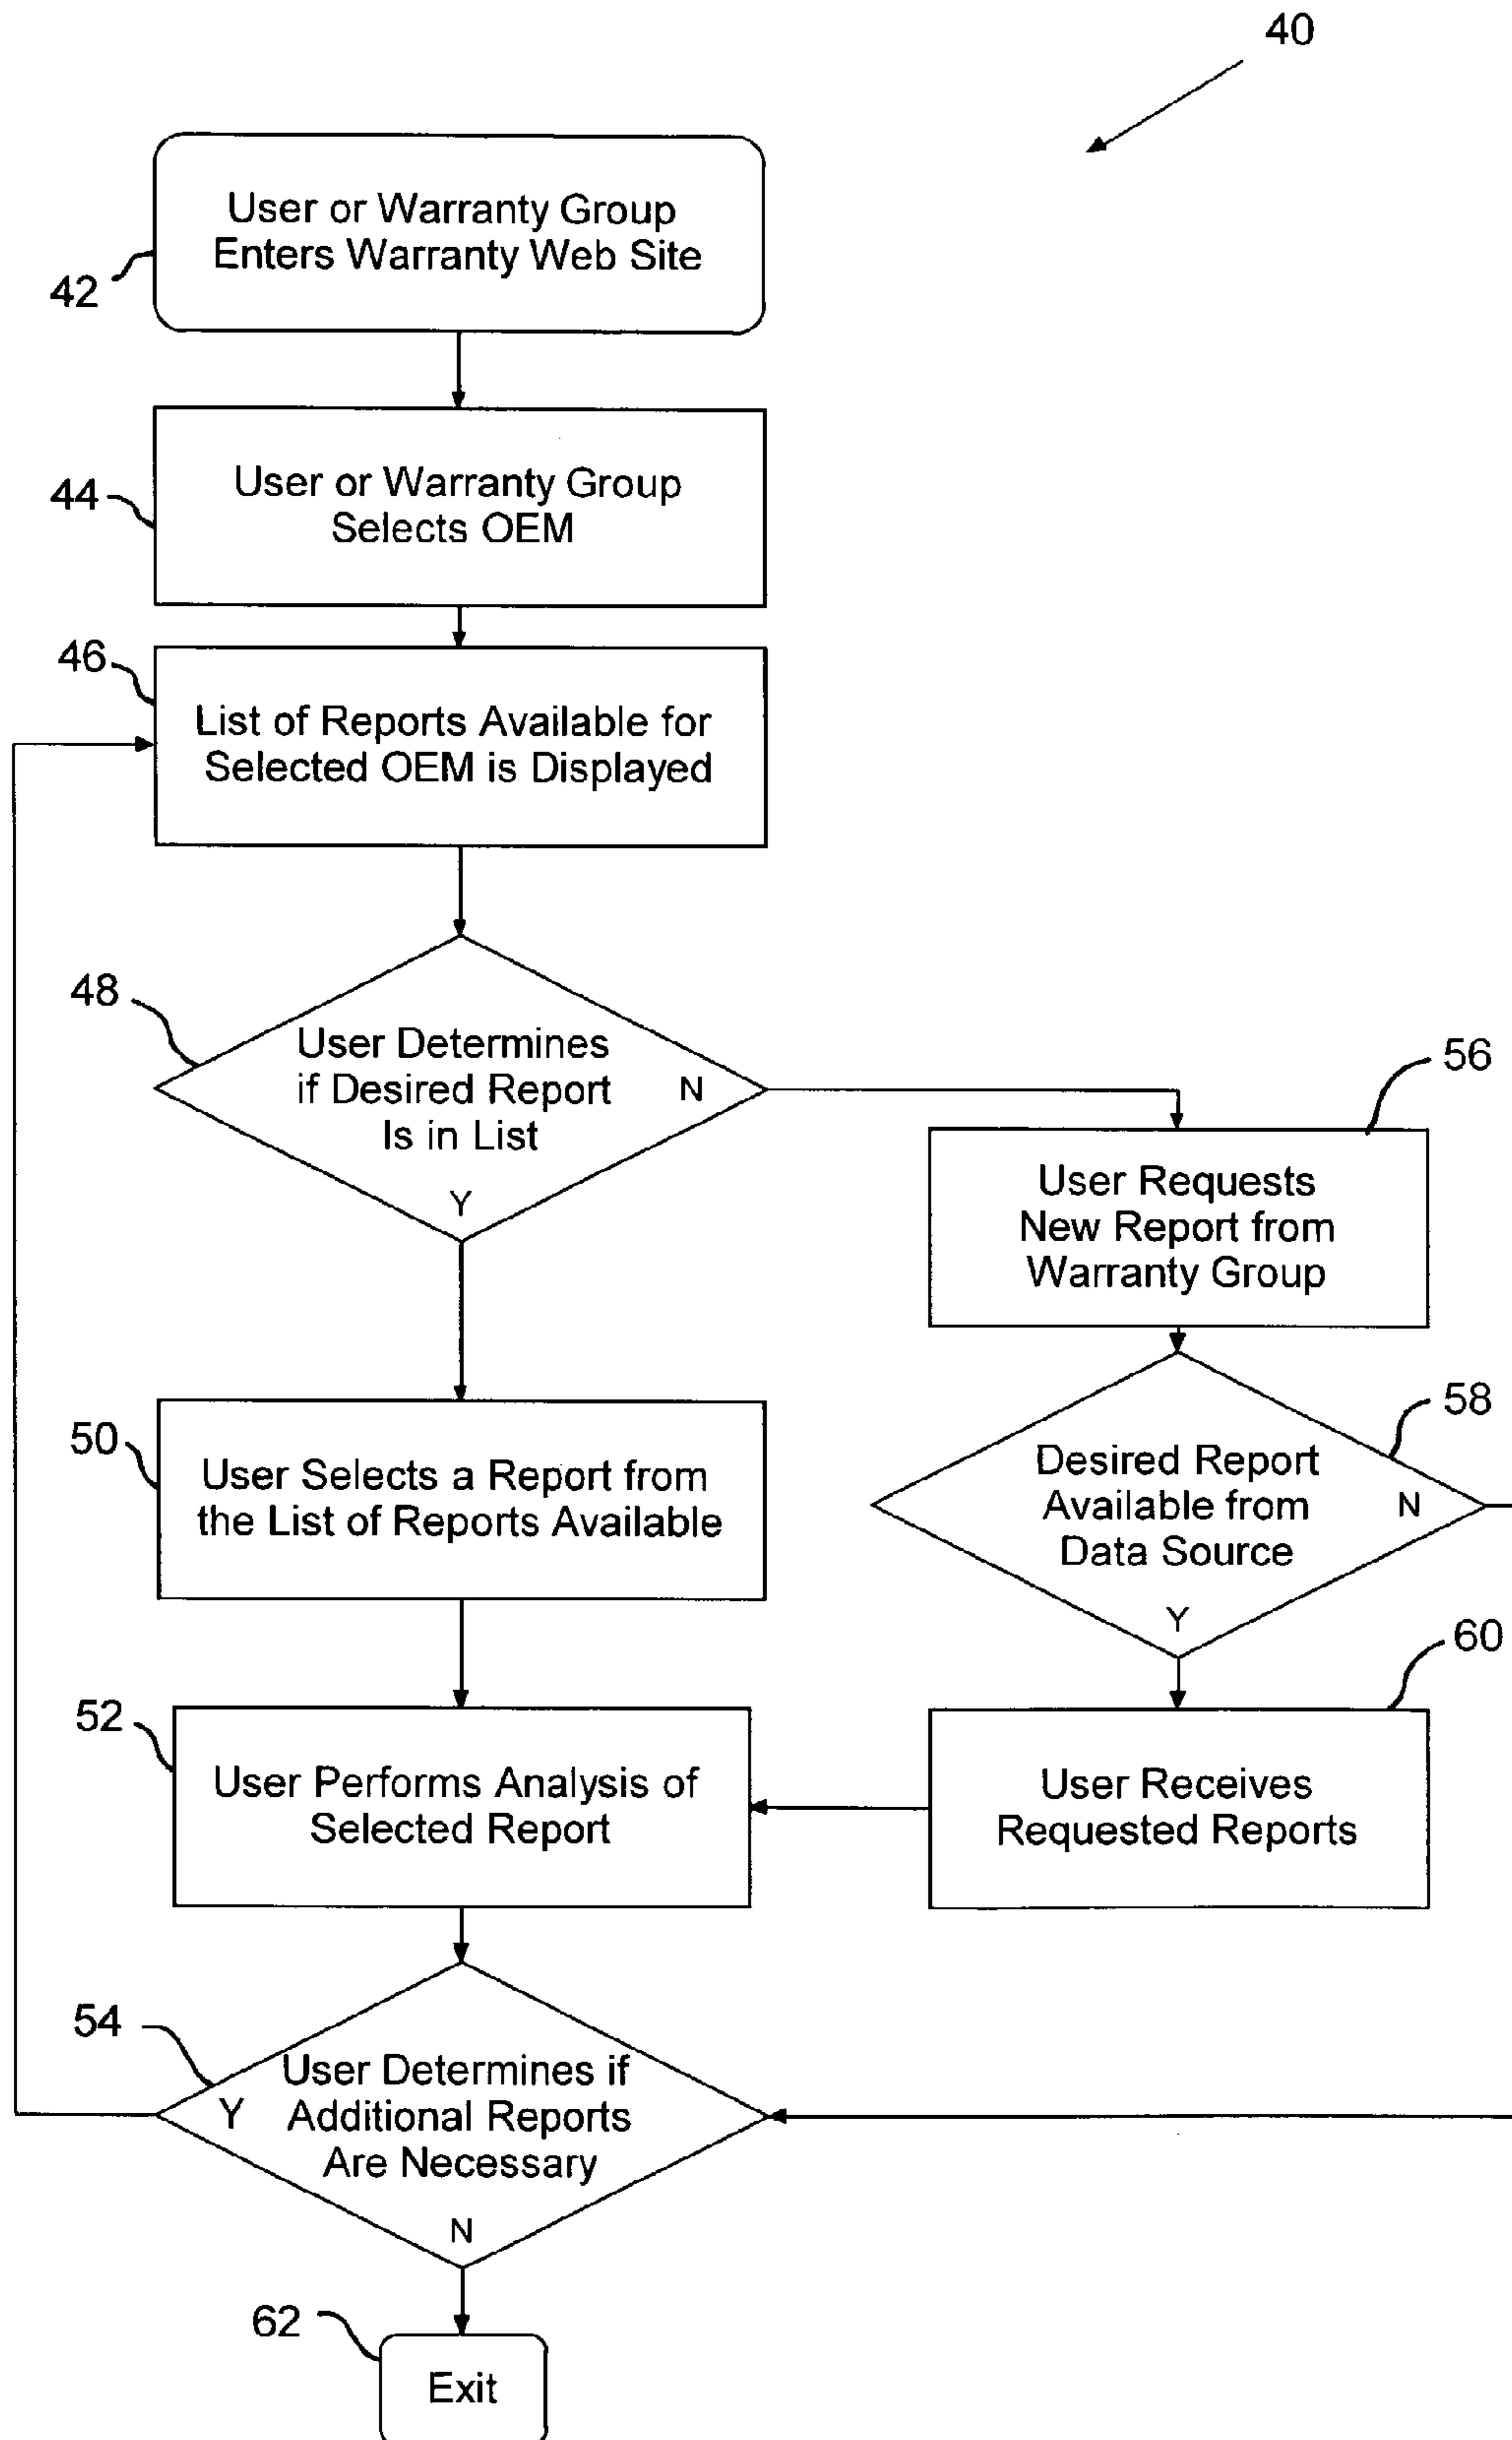 40
User or Warranty Group
Enters Warranty Web Site
42
User or Warranty Group
Selects OEM
44
46
List of Reports Available for
Selected OEM is Displayed
48
User Determines
if Desired Report
Is in List
N
Y
56
User Requests
New Report from
Warranty Group
58
Desired Report
Available from
Data Source
N
Y
50
User Selects a Report from
the List of Reports Available
60
User Receives
Requested Reports
52
User Performs Analysis of
Selected Report
54
User Determines if
Additional Reports
Are Necessary
Y
N
62
Exit